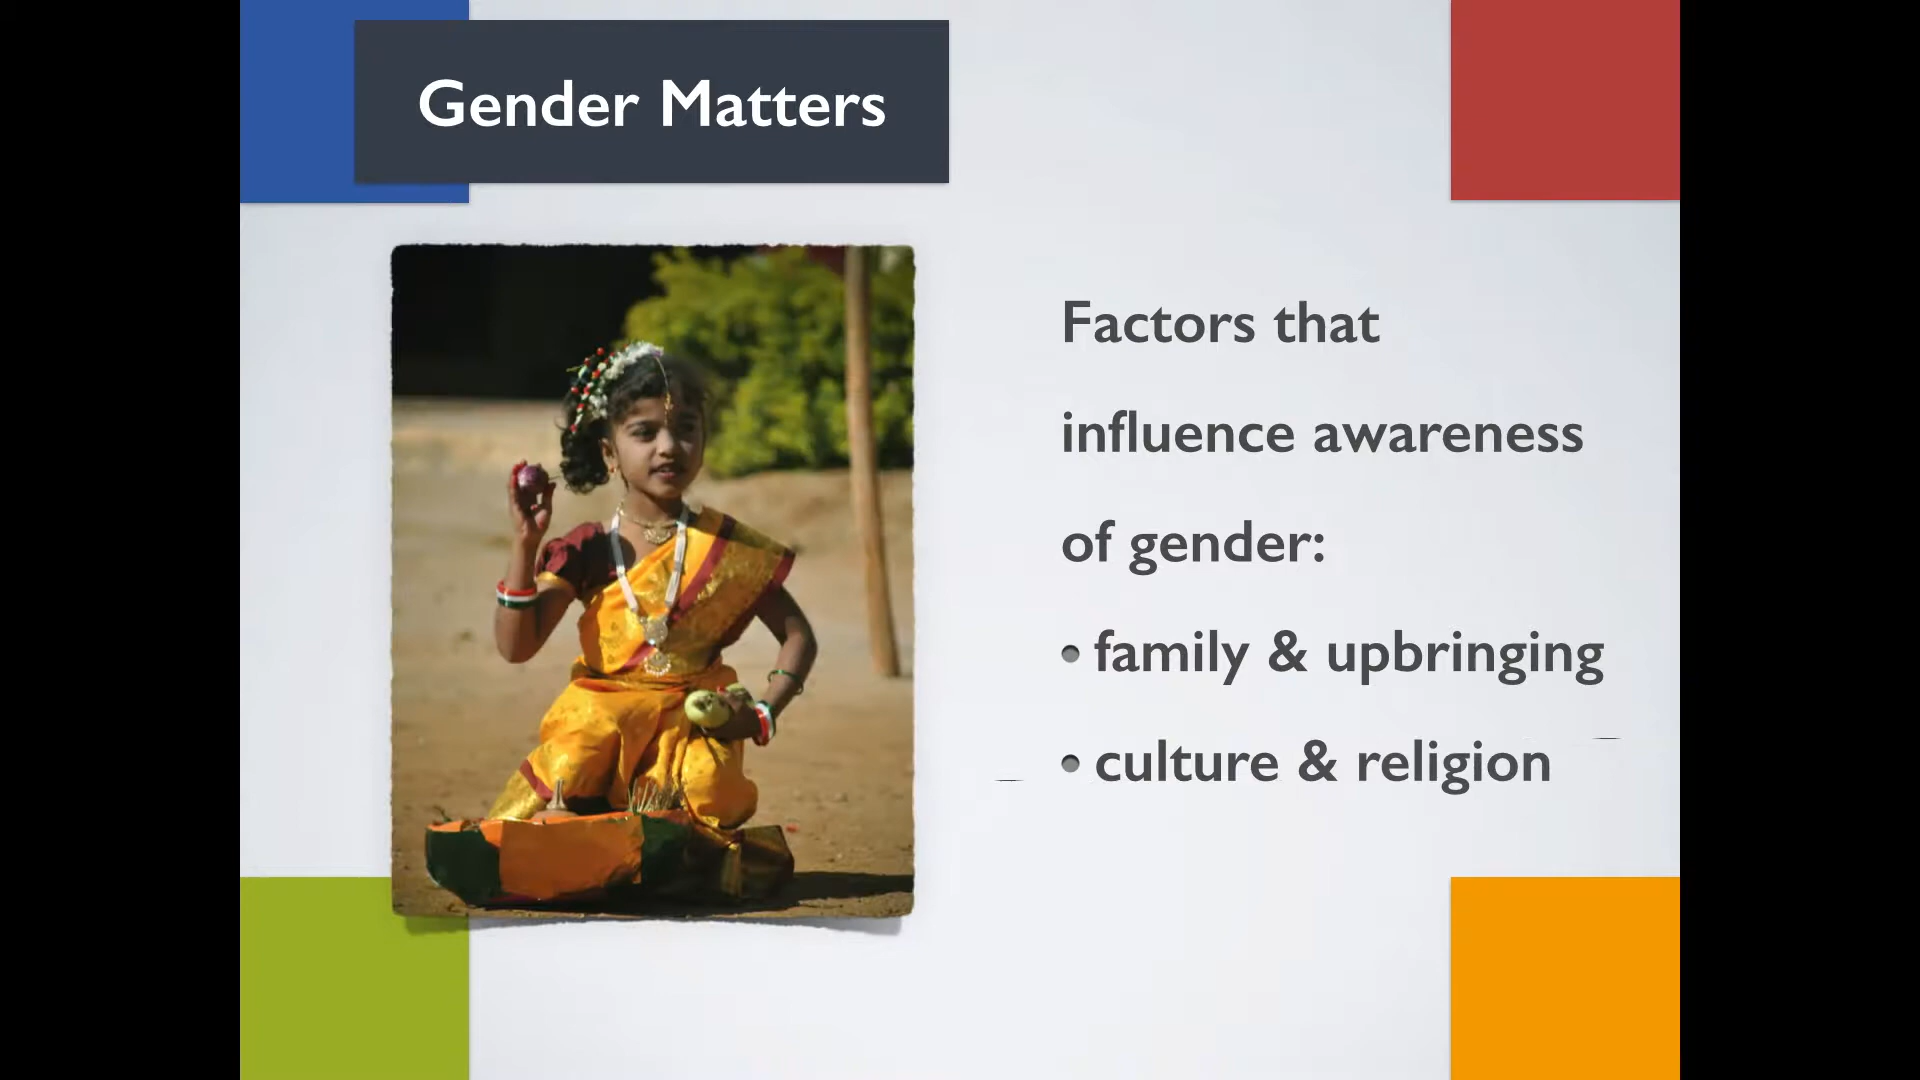 Gender Matters
Factors that
influence awareness
of gender:
• family & upbringing
• culture & religion